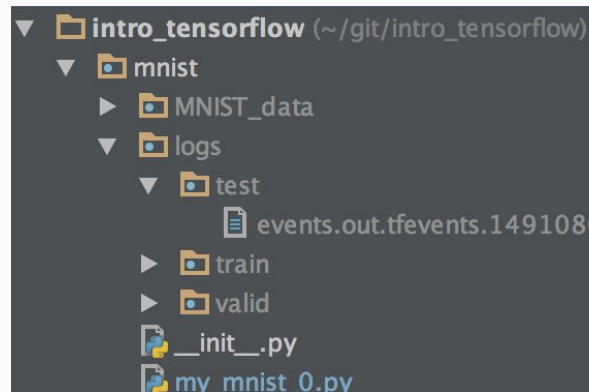 intro_tensorflow (~/git/intro_tensorflow)
mnist
MNIST_data
logs
test
events.out.tfevents.149108
train
valid
__init__.py
my_mnist_0.py